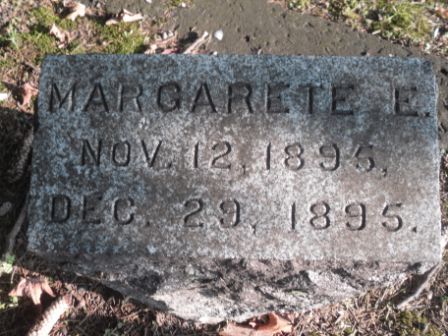 MARGARETE E.
NOV. 12, 1895,
DEC. 29, 1895.